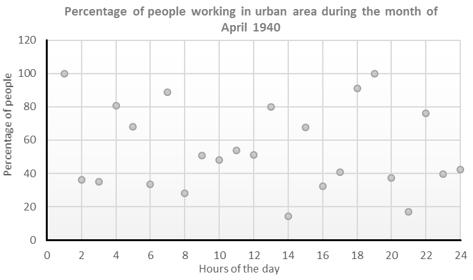 Percentage of people working in urban area during the month of
April 1940
120
100
80
60
40
20
0
Percentage of people
0 2 4 6 8 10 12 14 16 18 20 22 24
Hours of the day